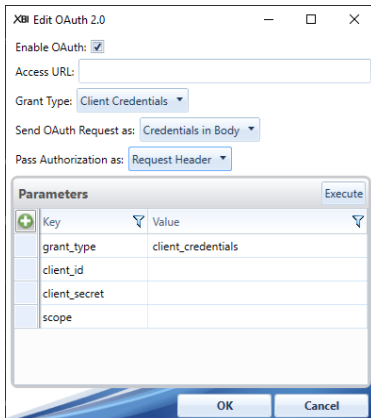 XBI Edit OAuth 2.0
Enable OAuth:
Access URL:
Grant Type: Client Credentials
Send OAuth Request as: Credentials in Body
Pass Authorization as: Request Header
Parameters Execute
Key Value
grant_type client_credentials
client_id
client_secret
scope
OK Cancel